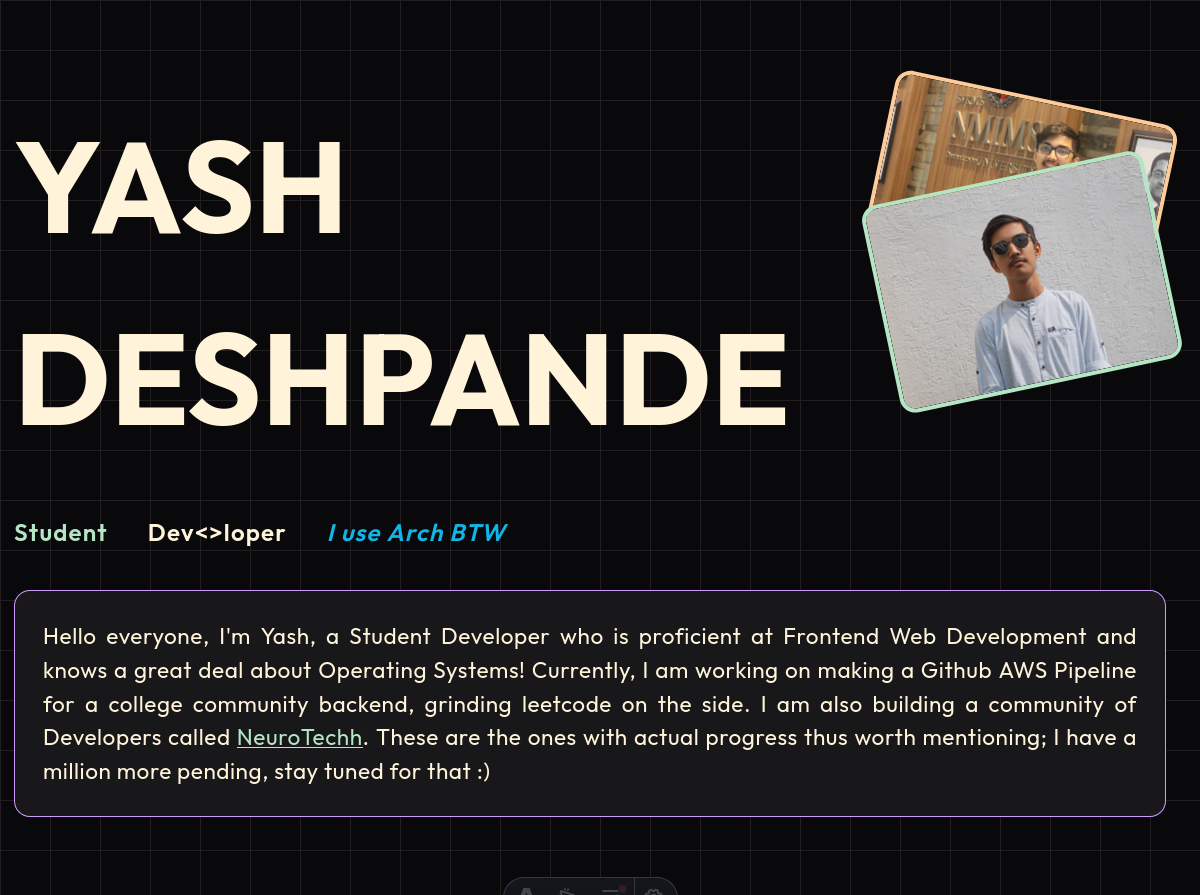 NMIMS
YASH
DESHPANDE
Student Dev<>loper I use Arch BTW
Hello everyone, I'm Yash, a Student Developer who is proficient at Frontend Web Development and
knows a great deal about Operating Systems! Currently, I am working on making a Github AWS Pipeline
for a college community backend, grinding leetcode on the side. I am also building a community of
Developers called NeuroTechh. These are the ones with actual progress thus worth mentioning; I have a
million more pending, stay tuned for that :)